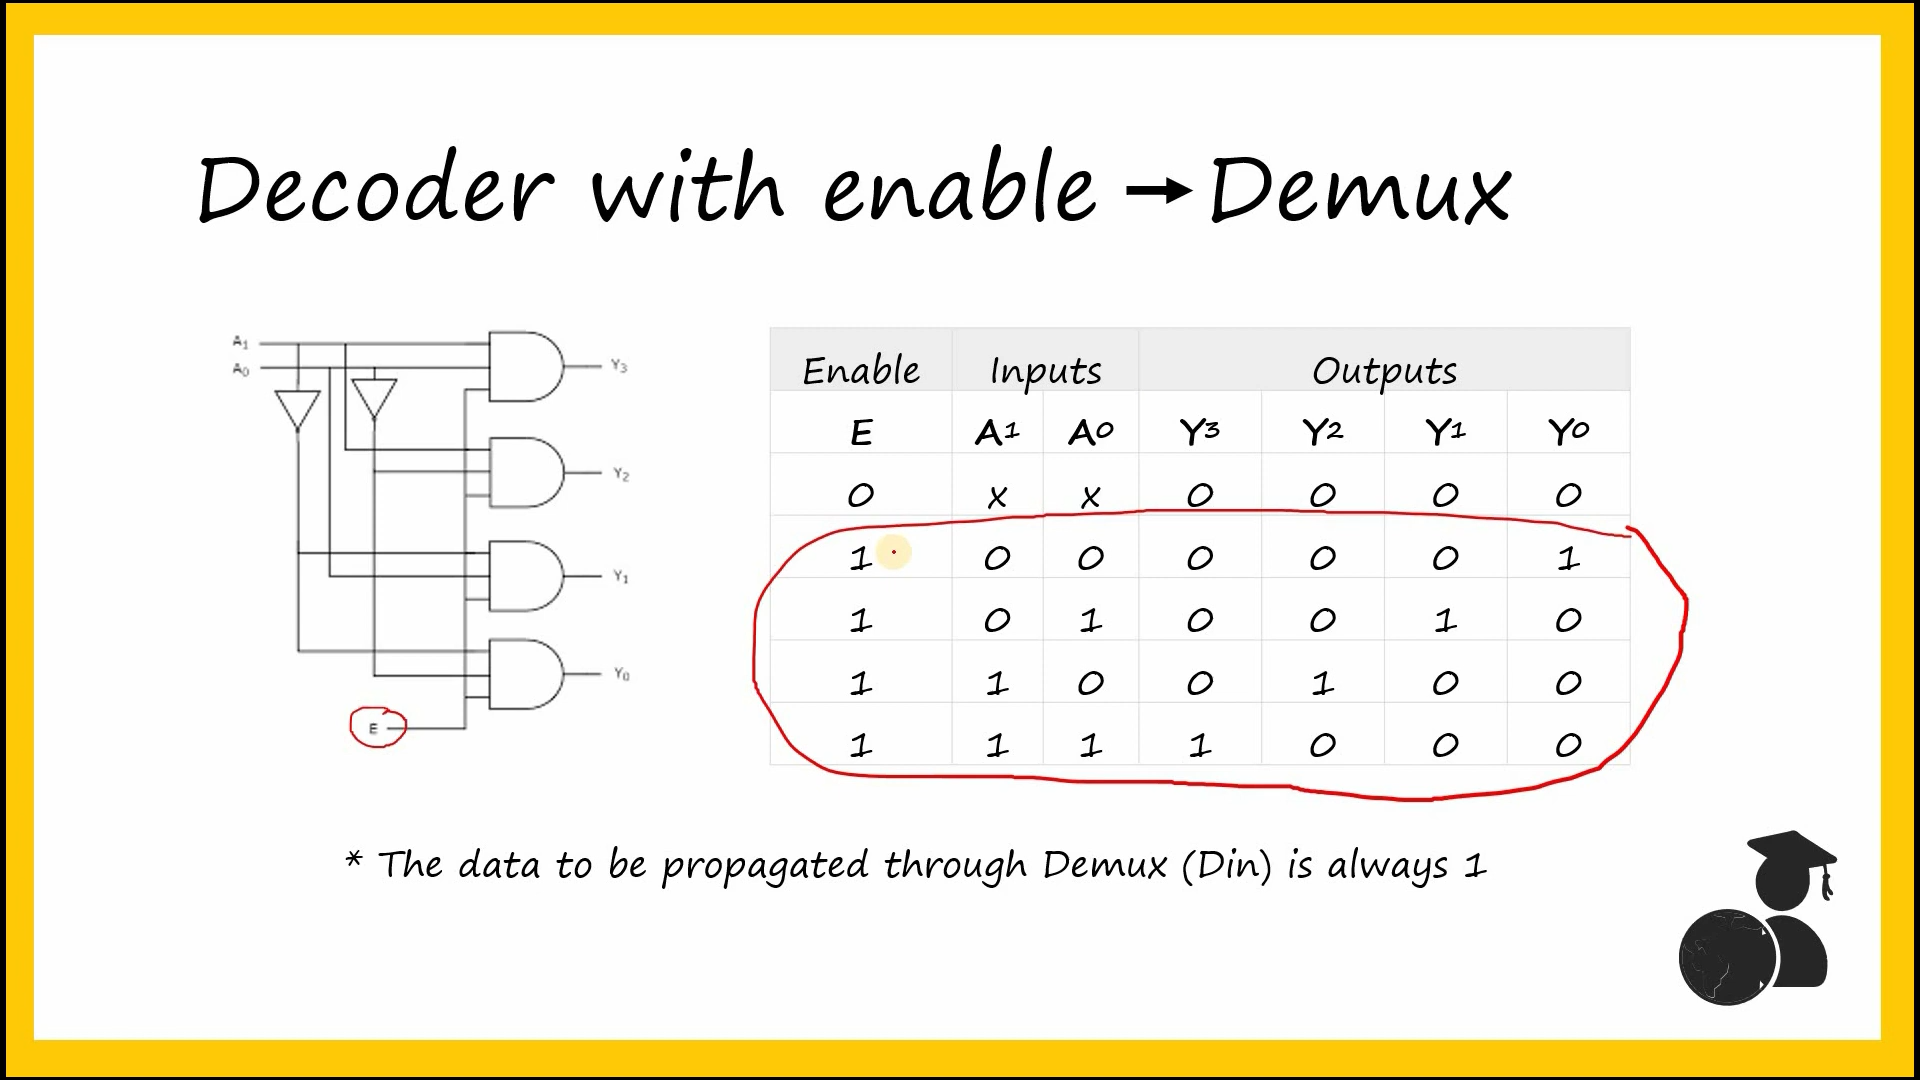 Decoder with enable → Demux
A1
A0
Y3
Y2
Y1
Y0
E
Enable Inputs Outputs
E A1 A0 Y3 Y2 Y1 Y0
0 x x 0 0 0 0
1 0 0 0 0 0 1
1 0 1 0 0 1 0
1 1 0 0 1 0 0
1 1 1 1 0 0 0
* The data to be propagated through Demux (Din) is always 1